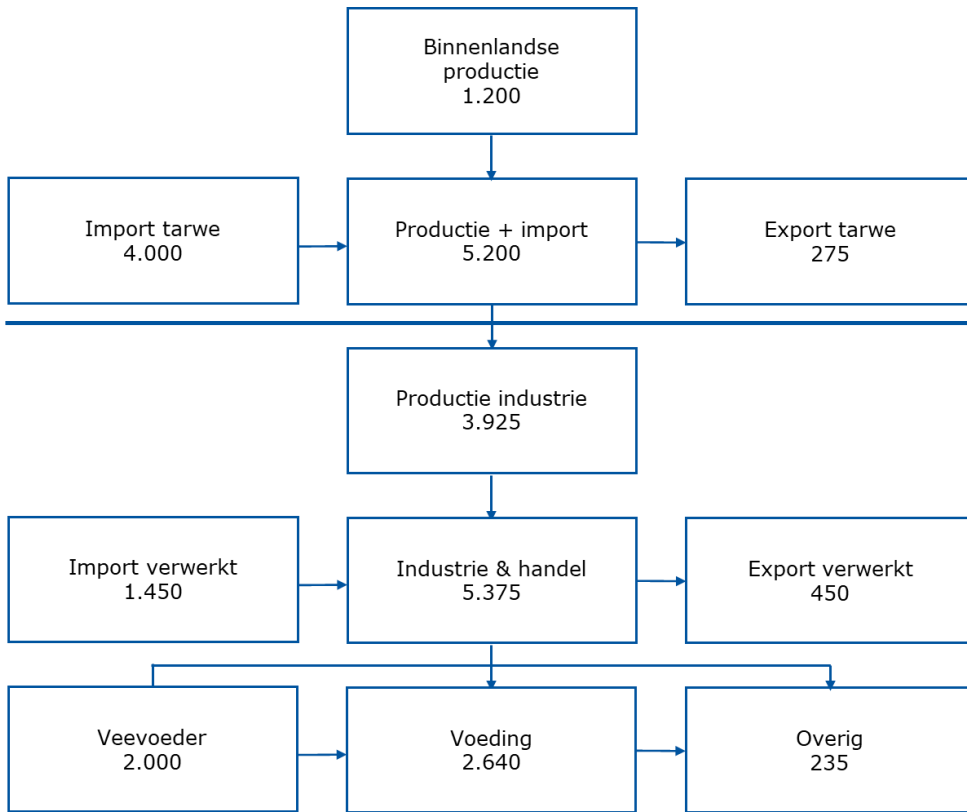 Binnenlandse
productie
1.200
Import tarwe
4.000
Productie + import
5.200
Export tarwe
275
Productie industrie
3.925
Import verwerkt
1.450
Industrie & handel
5.375
Export verwerkt
450
Veevoeder
2.000
Voeding
2.640
Overig
235